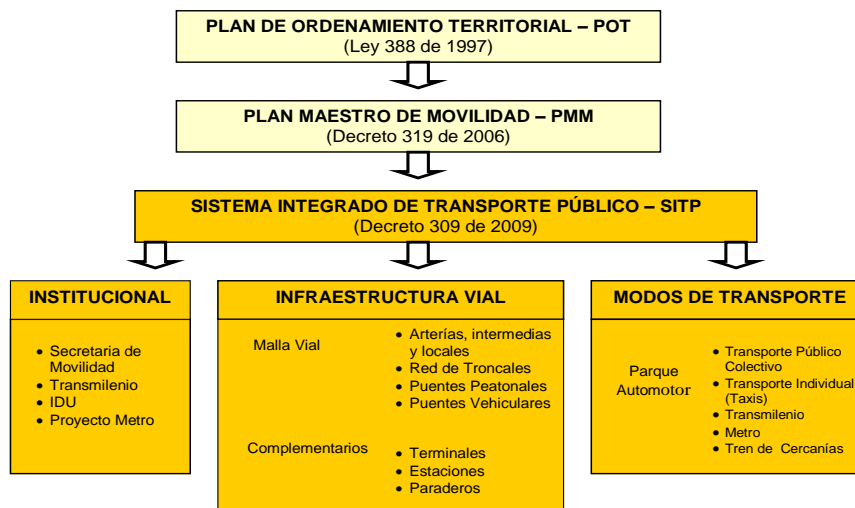 PLAN DE ORDENAMIENTO TERRITORIAL – POT
(Ley 388 de 1997)
PLAN MAESTRO DE MOVILIDAD – PMM
(Decreto 319 de 2006)
SISTEMA INTEGRADO DE TRANSPORTE PÚBLICO – SITP
(Decreto 309 de 2009)
INSTITUCIONAL
• Secretaria de
Movilidad
• Transmilenio
• IDU
• Proyecto Metro
INFRAESTRUCTURA VIAL
Malla Vial
• Arterías, intermedias
y locales
• Red de Troncales
• Puentes Peatonales
• Puentes Vehiculares
Complementarios
• Terminales
• Estaciones
• Paraderos
MODOS DE TRANSPORTE
Parque
Automotor
• Transporte Público
Colectivo
• Transporte Individual
(Taxis)
• Transmilenio
• Metro
• Tren de Cercanías